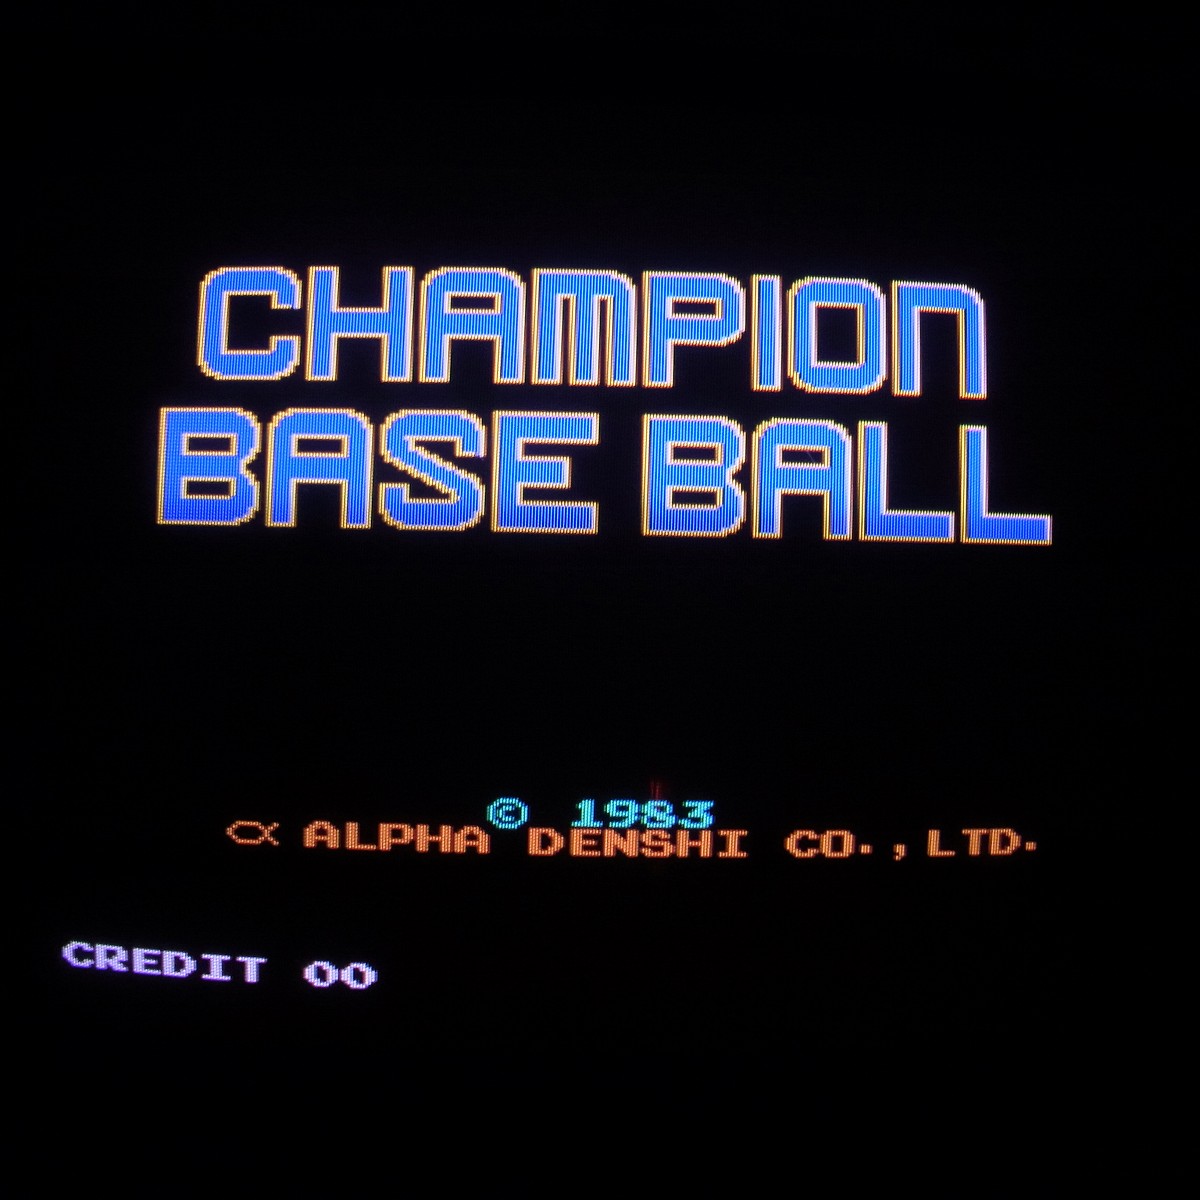 CHAMPION
BASE BALL
© 1983
α ALPHA DENSHI CO.,LTD.
CREDIT 00